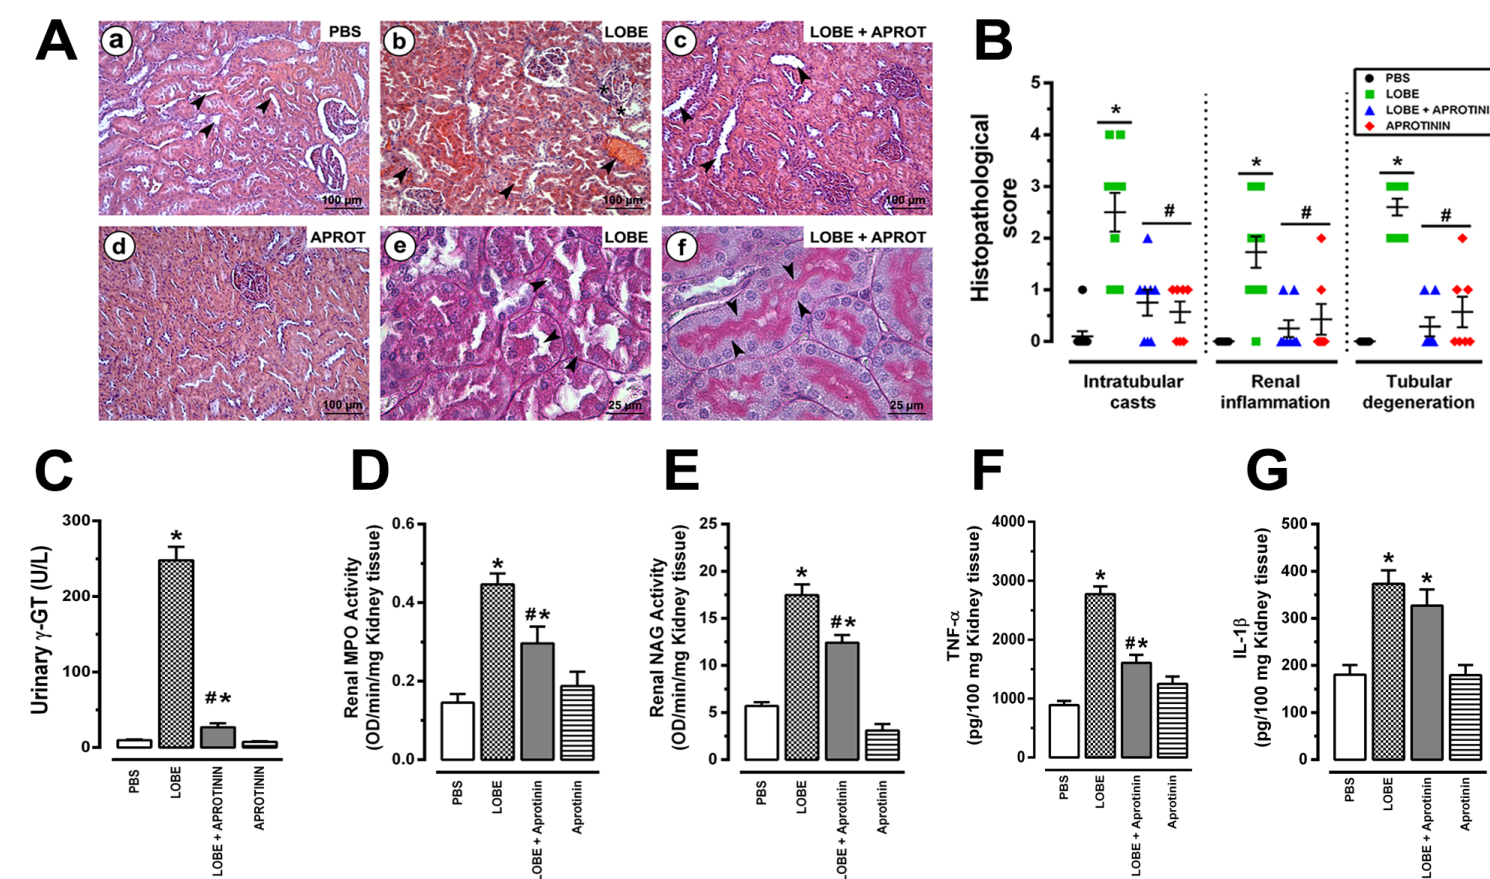 A
a
PBS
100 µm
b
LOBE
*
*
100 µm
c
LOBE + APROT
100 µm
d
APROT
100 µm
e
LOBE
25 µm
f
LOBE + APROT
25 µm
B
PBS
LOBE
LOBE + APROTINI
APROTININ
Histopathological
score
5
4
3
2
1
0
*
#
*
#
*
#
Intratubular
casts
Renal
inflammation
Tubular
degeneration
C
Urinary γ-GT (U/L)
300
200
100
0
*
#*
PBS
LOBE
LOBE + APROTININ
APROTININ
D
Renal MPO Activity
(OD/min/mg Kidney tissue)
0.6
0.4
0.2
0.0
*
#*
PBS
LOBE
LOBE + Aprotinin
Aprotinin
E
Renal NAG Activity
(OD/min/mg Kidney tissue)
25
20
15
10
5
0
*
#*
PBS
LOBE
LOBE + Aprotinin
Aprotinin
F
TNF-α
(pg/100 mg Kidney tissue)
4000
3000
2000
1000
0
*
#*
PBS
LOBE
LOBE + Aprotinin
Aprotinin
G
IL-1β
(pg/100 mg Kidney tissue)
500
400
300
200
100
0
*
*
PBS
LOBE
LOBE + Aprotinin
Aprotinin